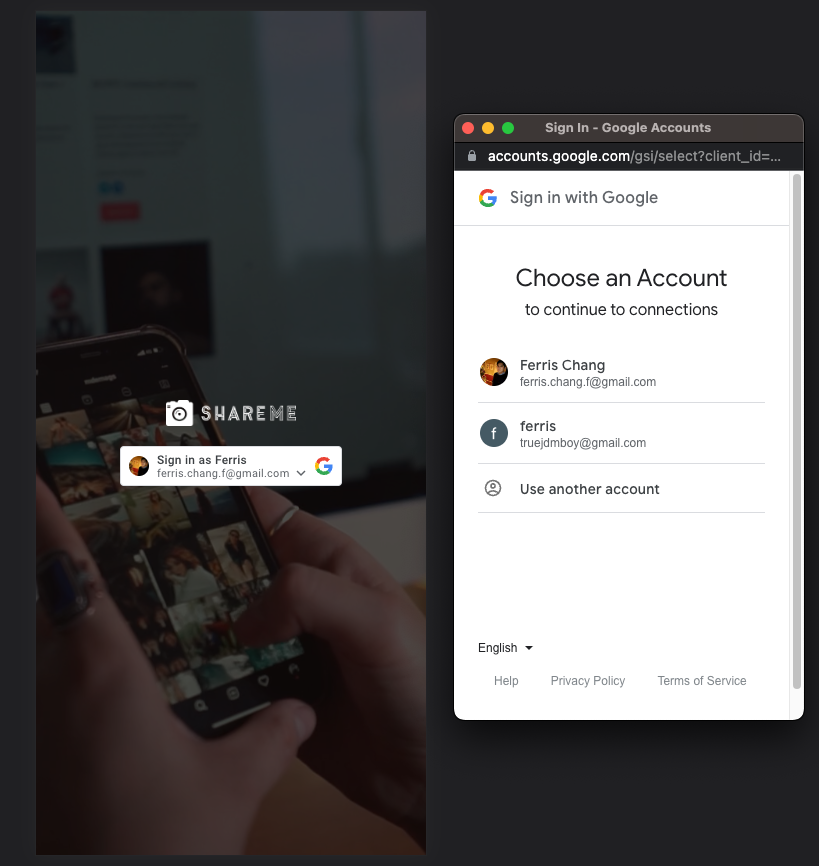 SHAREME
Sign in as Ferris
ferris.chang.f@gmail.com
Sign In - Google Accounts
accounts.google.com/gsi/select?client_id=...
Sign in with Google
Choose an Account
to continue to connections
Ferris Chang
ferris.chang.f@gmail.com
f
ferris
truejdmboy@gmail.com
Use another account
English
Help Privacy Policy Terms of Service